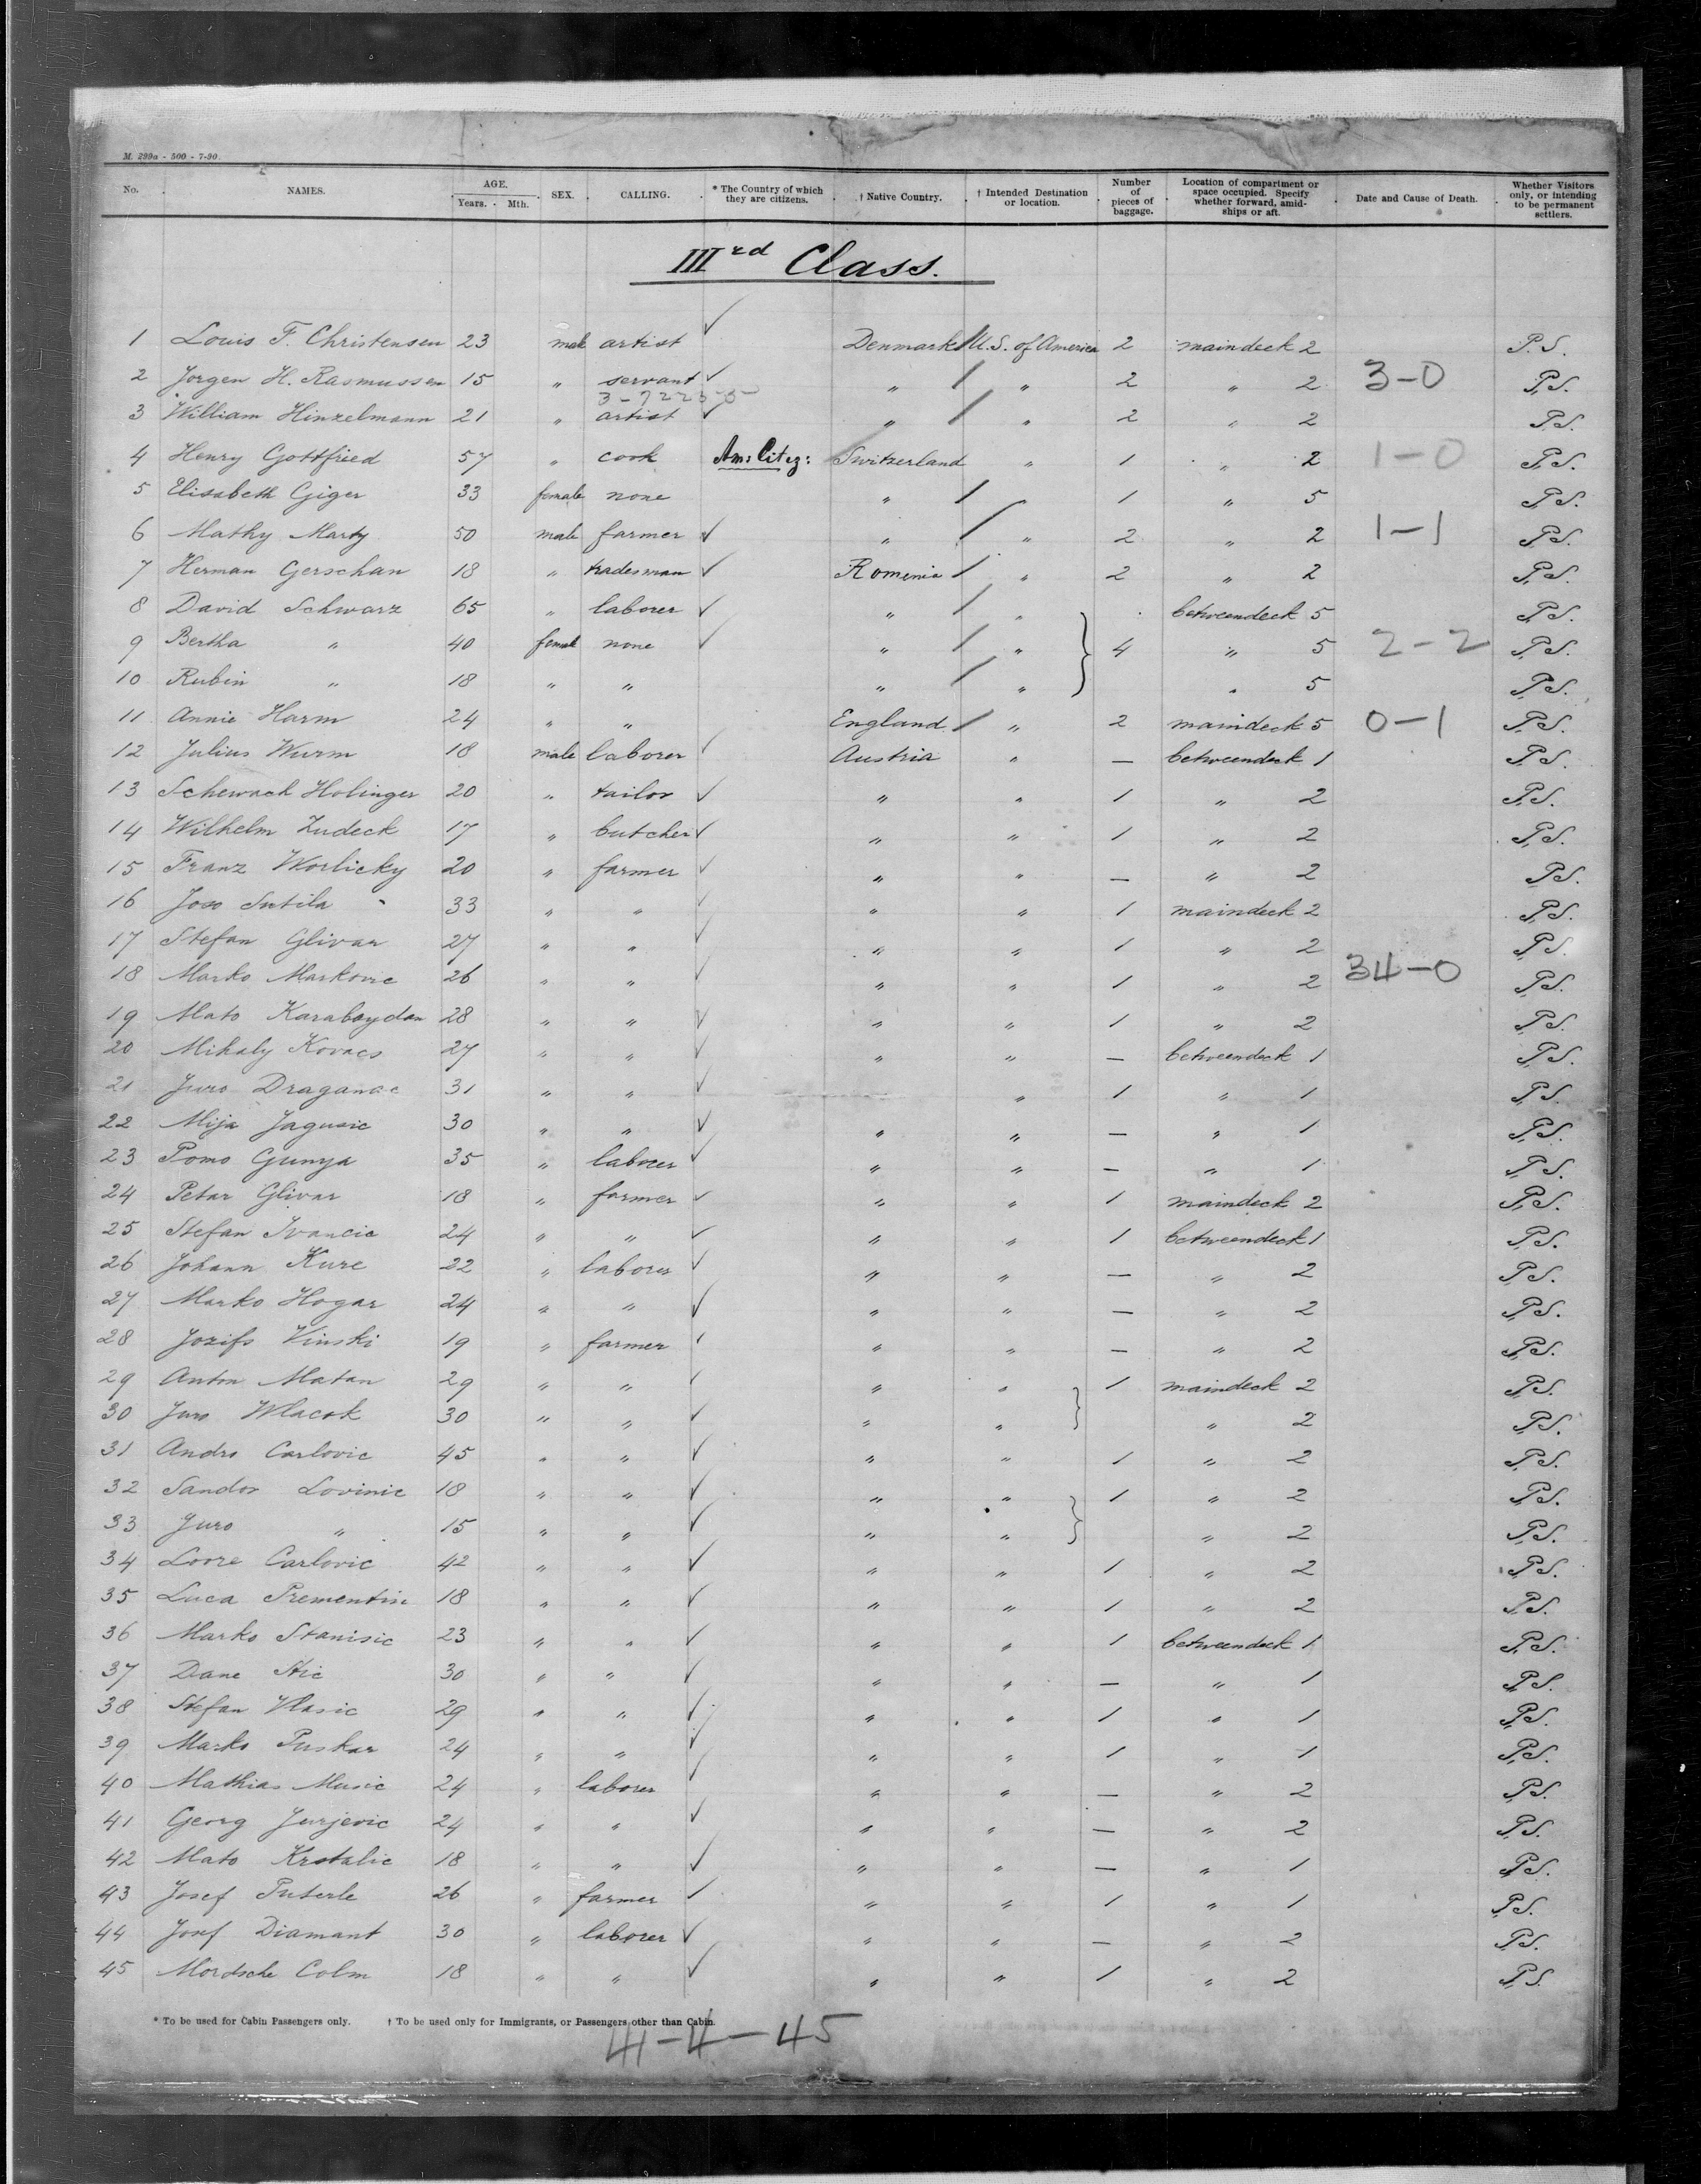 M. 299a - 500 - 7-90.
No. NAMES. AGE. Years. Mth. SEX. CALLING. * The Country of which they are citizens. † Native Country. † Intended Destination or location. Number of pieces of baggage. Location of compartment or space occupied. Specify whether forward, amidships or aft. Date and Cause of Death. Whether Visitors only, or intending to be permanent settlers.
IIIrd Class.
1 Louis F. Christensen 23 male artist Denmark U.S. of America 2 maindeck 2 P.S.
2 Jorgen H. Rasmussen 15 " servant " " 2 " 2 3-0 P.S.
3 William Hinzelmann 21 " artist " " 2 " 2 P.S.
4 Henry Gottfried 57 " cook Am: Citz: Switzerland " 1 " 2 1-0 P.S.
5 Elisabeth Giger 33 female none " " 1 " 5 P.S.
6 Mathy Marty 50 male farmer " " 2 " 2 1-1 P.S.
7 Herman Gerschan 18 " tradesman Romenia " 2 " 2 P.S.
8 David Schwarz 65 " laborer " " betweendeck 5 P.S.
9 Bertha " 40 female none " " 4 " 5 2-2 P.S.
10 Rubin " 18 " " " " " 5 P.S.
11 Annie Harm 24 " " England " 2 maindeck 5 0-1 P.S.
12 Julius Wurm 18 male laborer Austria " — betweendeck 1 P.S.
13 Schewach Holinger 20 " tailor " " 1 " 2 P.S.
14 Wilhelm Zudeck 17 " butcher " " 1 " 2 P.S.
15 Franz Worlicky 20 " farmer " " — " 2 P.S.
16 Joso Sutila 33 " " " " 1 maindeck 2 P.S.
17 Stefan Glivar 27 " " " " 1 " 2 P.S.
18 Marko Markovic 26 " " " " 1 " 2 34-0 P.S.
19 Mato Karaboydan 28 " " " " 1 " 2 P.S.
20 Mihaly Kovacs 27 " " " " — betweendeck 1 P.S.
21 Juro Draganac 31 " " " 1 " 1 P.S.
22 Mija Jagusic 30 " " " " — " 1 P.S.
23 Pomo Gunya 35 " laborer " " — " 1 P.S.
24 Petar Glivar 18 " farmer " " 1 maindeck 2 P.S.
25 Stefan Ivancic 24 " " " " 1 betweendeck 1 P.S.
26 Johann Kure 22 " laborer " " — " 2 P.S.
27 Marko Hogar 24 " " " " — " 2 P.S.
28 Jozifs Vinski 19 " farmer " " — " 2 P.S.
29 Anton Matan 29 " " " " 1 maindeck 2 P.S.
30 Juro Wlacok 30 " " " " " 2 P.S.
31 Andro Carlovic 45 " " " " 1 " 2 P.S.
32 Sandor Lovinic 18 " " " " 1 " 2 P.S.
33 Juro " 15 " " " " " 2 P.S.
34 Lovre Carlovic 42 " " " " 1 " 2 P.S.
35 Luca Prementin 18 " " " " 1 " 2 P.S.
36 Marko Stanisic 23 " " " " 1 betweendeck 1 P.S.
37 Dane 30 " " " " — " 1 P.S.
38 Stefan Vlasic 29 " " " " 1 " 1 P.S.
39 Marko Puskar 24 " " " " 1 " 1 P.S.
40 Mathias Music 24 " laborer " " — " 2 P.S.
41 Georg Jurjevic 24 " " " " — " 2 P.S.
42 Mato Krstalic 18 " " " " — " 1 P.S.
43 Josef Puterle 26 " farmer " " 1 " 1 P.S.
44 Josef Diamant 30 " laborer " " — " 2 P.S.
45 Mordsche Colm 18 " " " " 1 " 2 P.S.
* To be used for Cabin Passengers only. † To be used only for Immigrants, or Passengers other than Cabin.
41-4-45